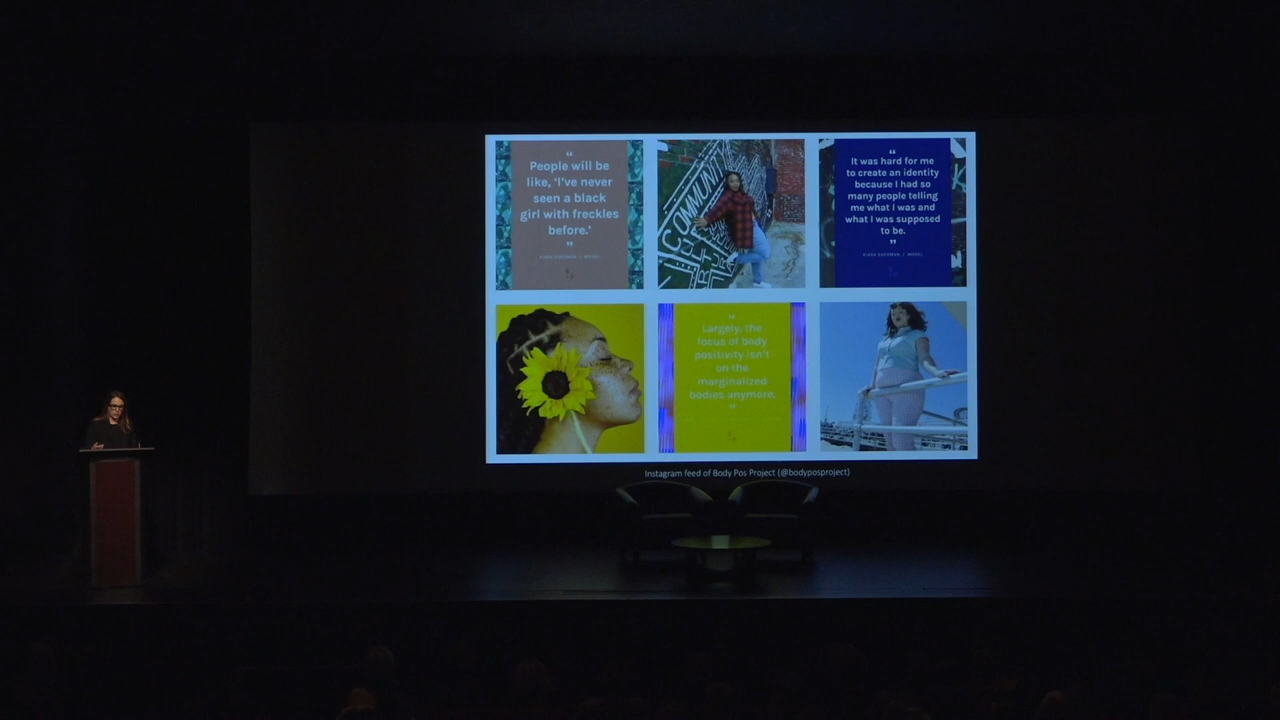 “
People will be
like, ‘I’ve never
seen a black
girl with freckles
before.’
”
COMMUNITY
“
It was hard for me
to create an identity
because I had so
many people telling
me what I was and
what I was supposed
to be.
”
“
Largely, the
focus of body
positivity isn’t
on the
marginalized
bodies anymore.
”
Instagram feed of Body Pos Project (@bodyposproject)